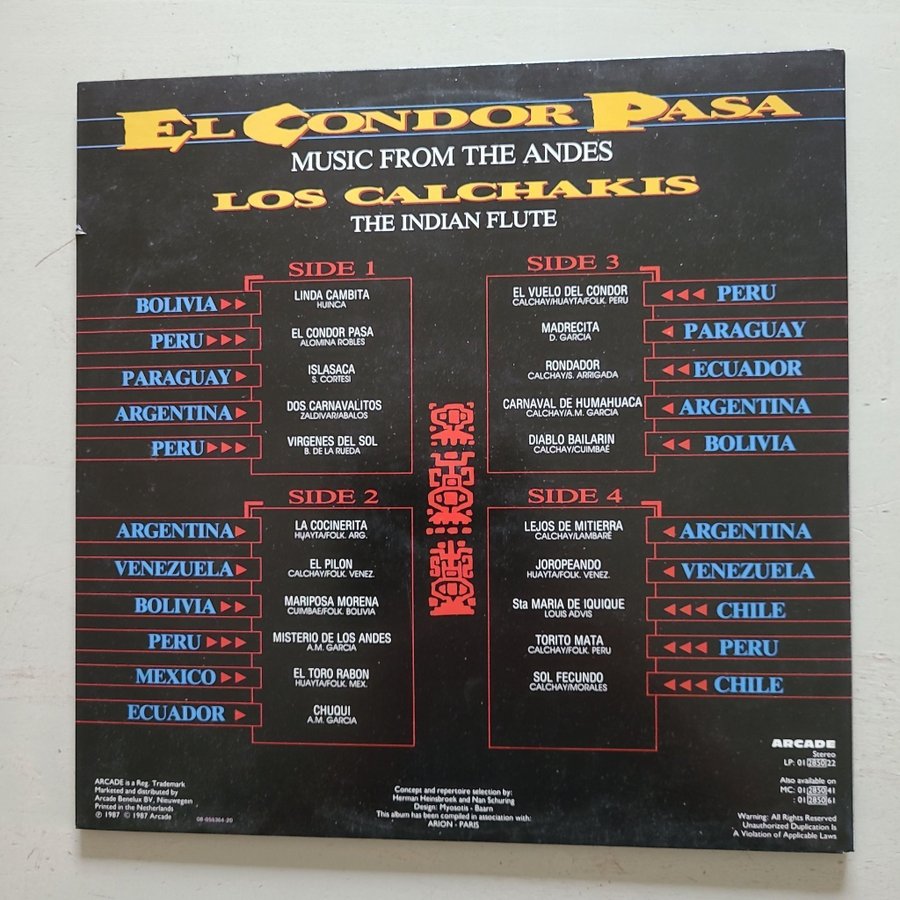 EL CONDOR PASA
MUSIC FROM THE ANDES
LOS CALCHAKIS
THE INDIAN FLUTE
SIDE 1
BOLIVIA
LINDA CAMBITA
HUINCA
PERU
EL CONDOR PASA
ALOMINA ROBLES
PARAGUAY
ISLASACA
S. CORTESI
ARGENTINA
DOS CARNAVALITOS
ZALDIVAR/ABALOS
PERU
VIRGENES DEL SOL
B. DE LA RUEDA
SIDE 2
ARGENTINA
LA COCINERITA
HUAYTA/FOLK. ARG.
VENEZUELA
EL PILON
CALCHAY/FOLK. VENEZ.
BOLIVIA
MARIPOSA MORENA
CUIMBAE/FOLK. BOLIVIA
PERU
MISTERIO DE LOS ANDES
A.M. GARCIA
MEXICO
EL TORO RABON
HUAYTA/FOLK. MEX.
ECUADOR
CHUQUI
A.M. GARCIA
SIDE 3
EL VUELO DEL CONDOR
CALCHAY/HUAYTA/FOLK. PERU
PERU
MADRECITA
D. GARCIA
PARAGUAY
RONDADOR
CALCHAY/S. ARRIGADA
ECUADOR
CARNAVAL DE HUMAHUACA
CALCHAY/A.M. GARCIA
ARGENTINA
DIABLO BAILARIN
CALCHAY/CUIMBAE
BOLIVIA
SIDE 4
LEJOS DE MITIERRA
CALCHAY/LAMBARÉ
ARGENTINA
JOROPEANDO
HUAYTA/FOLK. VENEZ.
VENEZUELA
Sta MARIA DE IQUIQUE
LOUIS ADVIS
CHILE
TORITO MATA
CALCHAY/FOLK. PERU
PERU
SOL FECUNDO
CALCHAY/MORALES
CHILE
ARCADE is a Reg. Trademark
Marketed and distributed by
Arcade Benelux BV, Nieuwegein
Printed in the Netherlands
℗ 1987 © 1987 Arcade
08-055364-20
Concept and repertoire selection by:
Herman Heinsbroek and Nan Schuring
Design: Myosotis - Baarn
This album has been compiled in association with:
ARION - PARIS
ARCADE
Stereo
LP: 01 2850 22
Also available on
MC: 01 2850 41
: 01 2850 61
Warning: All Rights Reserved
Unauthorized Duplication Is
A Violation of Applicable Laws